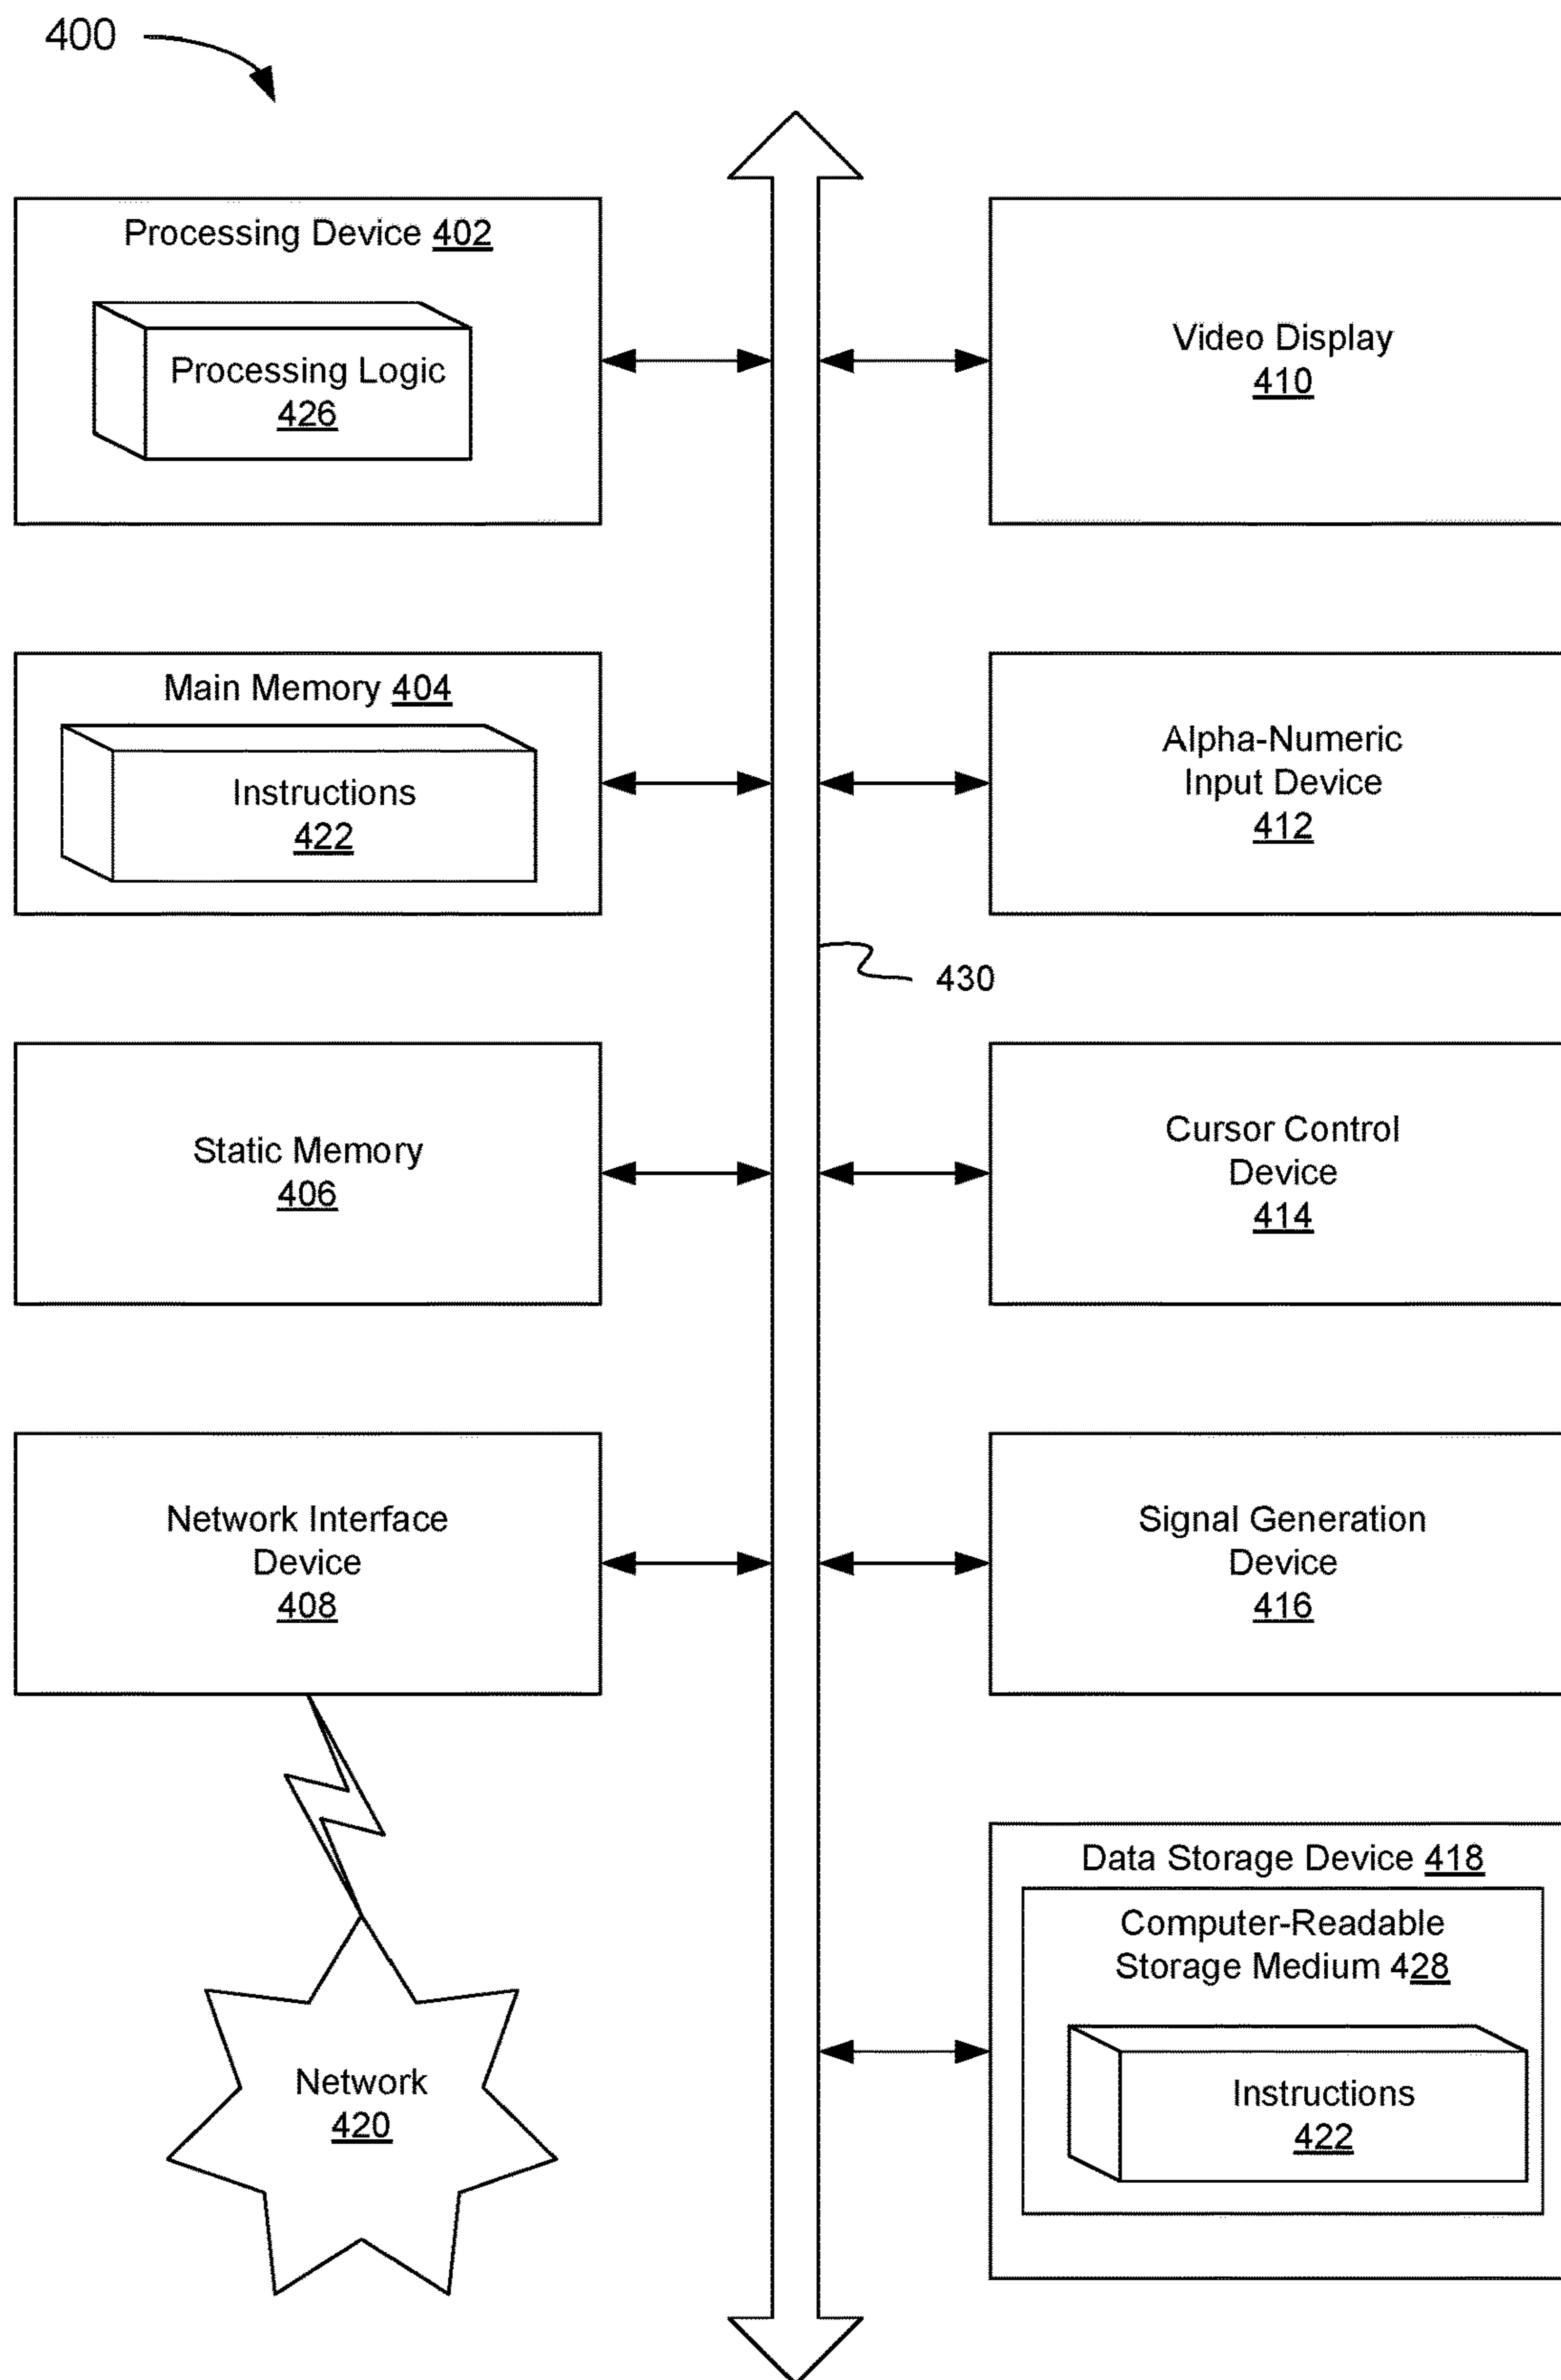 400
Processing Device 402
Processing Logic
426
Video Display
410
Main Memory 404
Instructions
422
Alpha-Numeric
Input Device
412
430
Static Memory
406
Cursor Control
Device
414
Network Interface
Device
408
Signal Generation
Device
416
Data Storage Device 418
Computer-Readable
Storage Medium 428
Instructions
422
Network
420